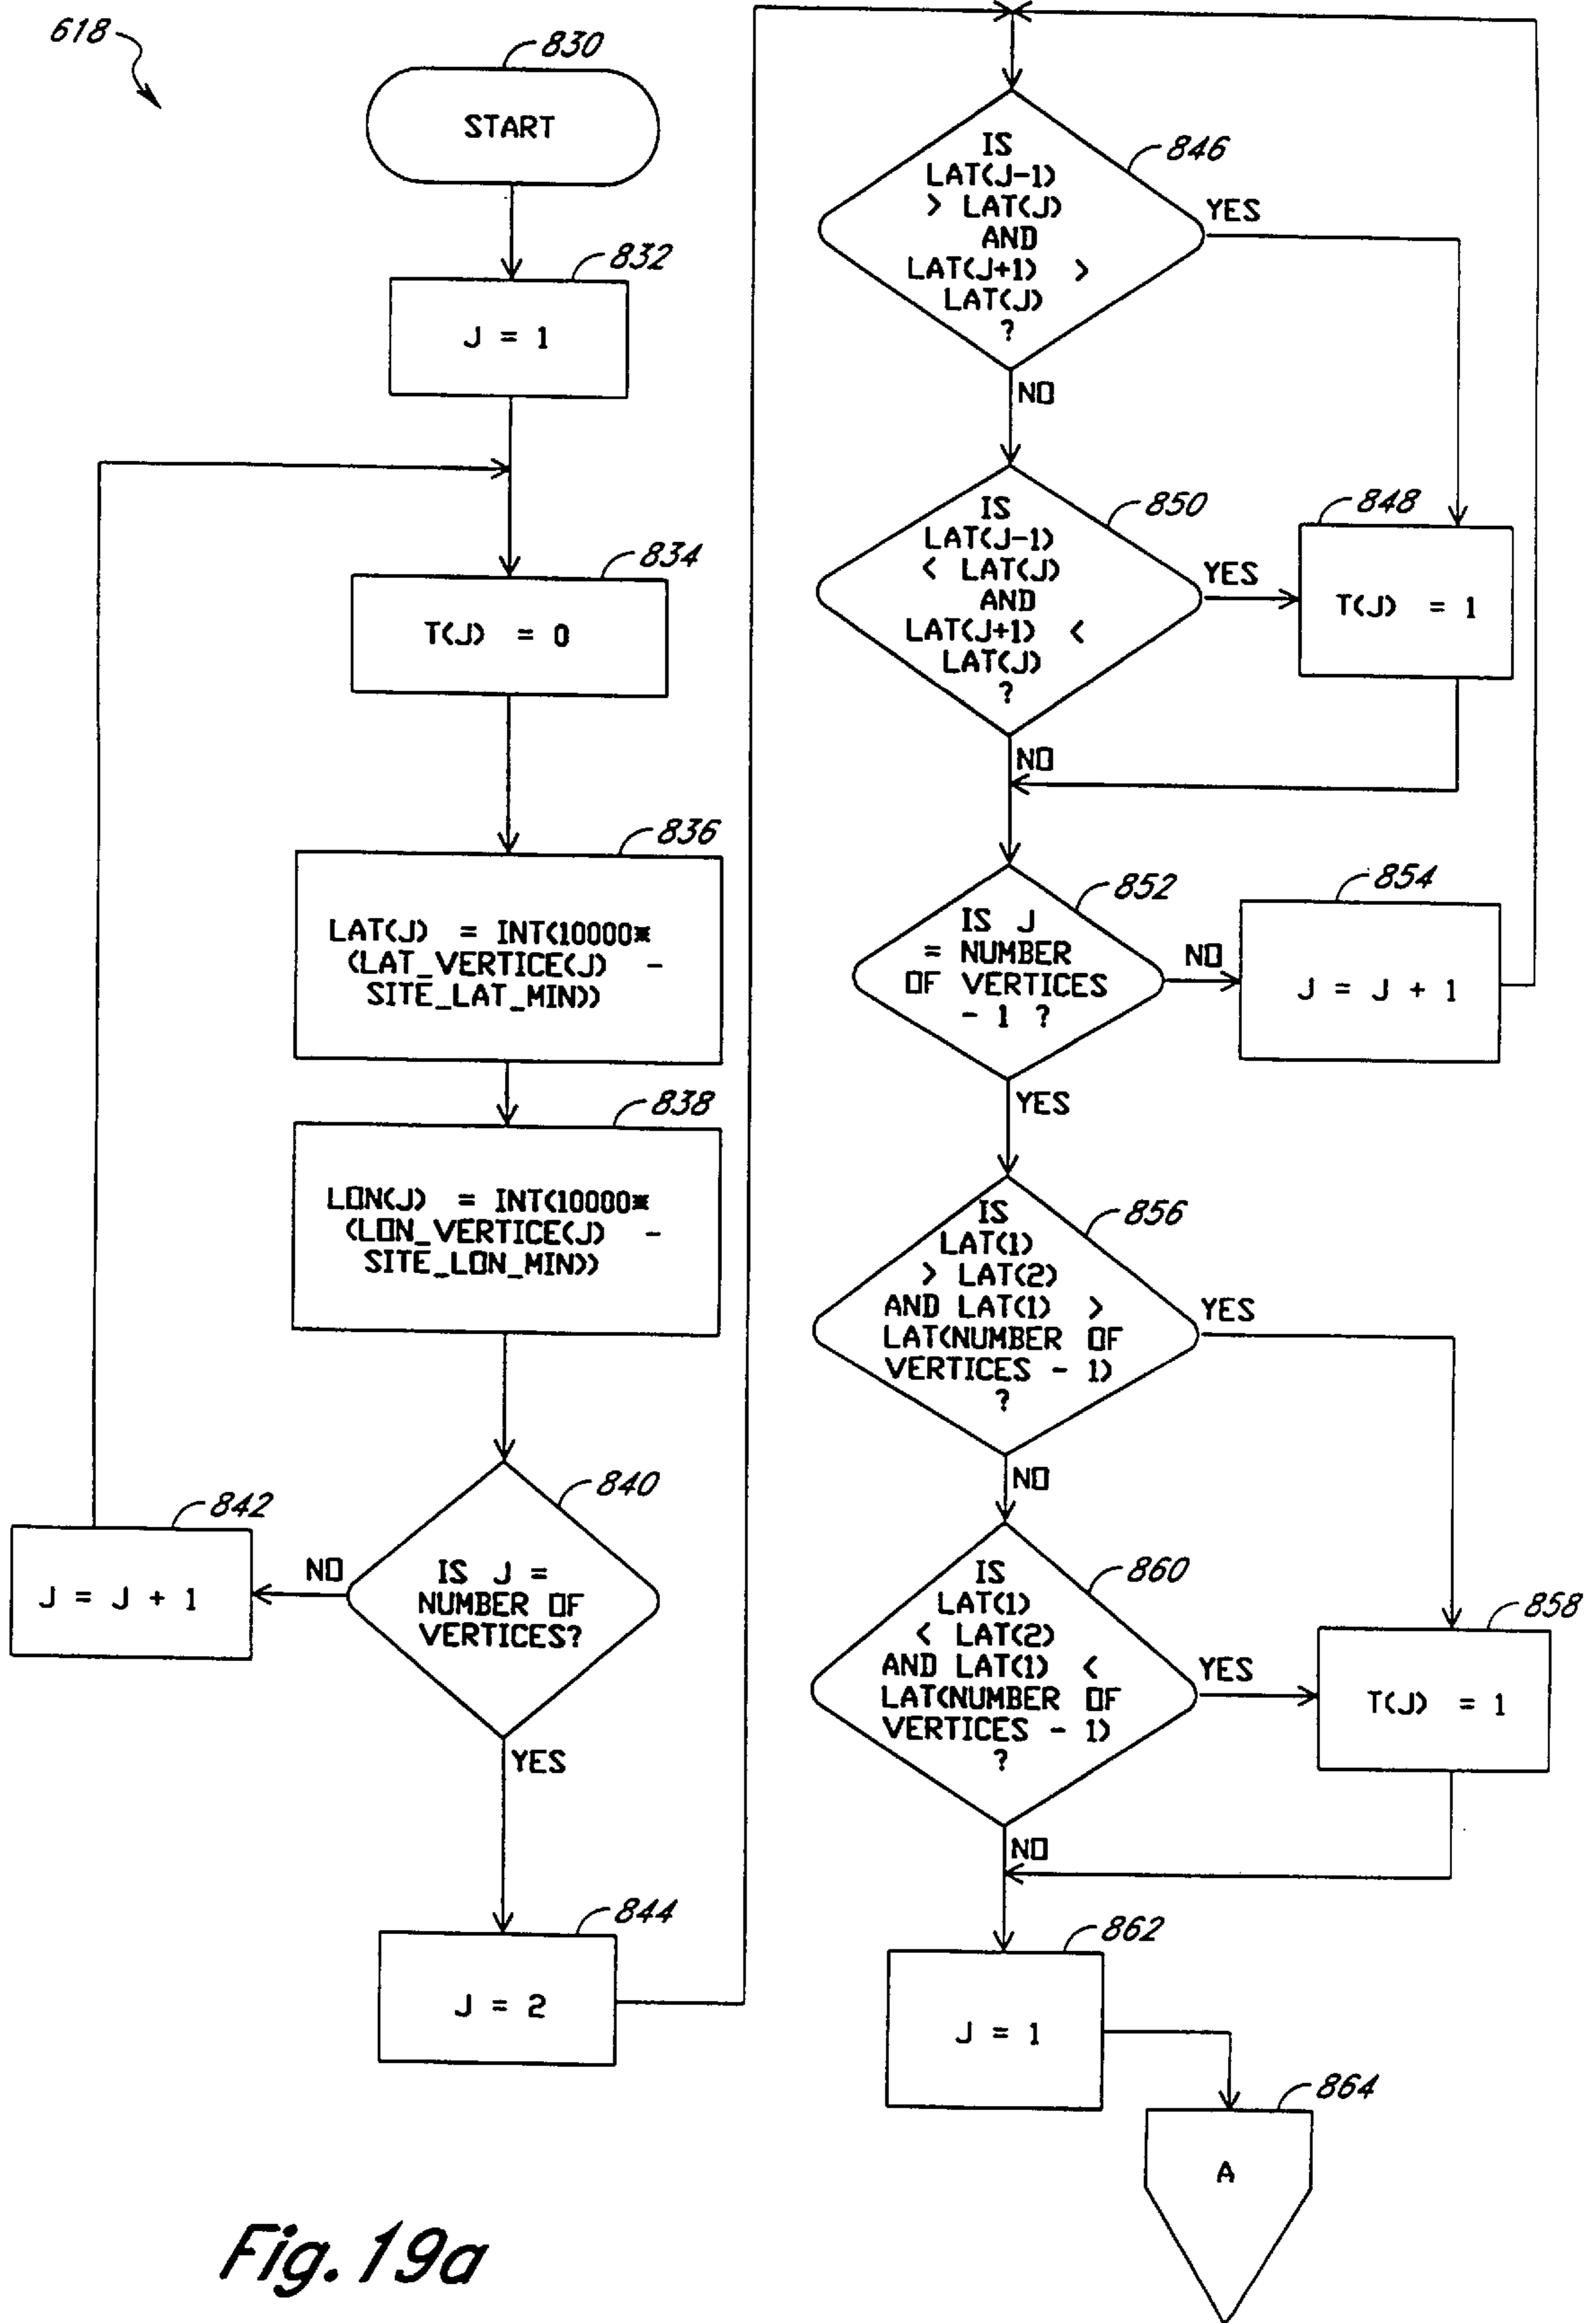 618
830
START
832
J = 1
834
T(J) = 0
836
LAT(J) = INT(10000*
(LAT_VERTICE(J) -
SITE_LAT_MIN))
838
LON(J) = INT(10000*
(LON_VERTICE(J) -
SITE_LON_MIN))
840
IS J =
NUMBER OF
VERTICES?
NO
842
J = J + 1
YES
844
J = 2
846
IS
LAT(J-1)
> LAT(J)
AND
LAT(J+1) >
LAT(J)
?
YES
NO
848
T(J) = 1
850
IS
LAT(J-1)
< LAT(J)
AND
LAT(J+1) <
LAT(J)
?
YES
NO
852
IS J
= NUMBER
OF VERTICES
- 1 ?
NO
854
J = J + 1
YES
856
IS
LAT(1)
> LAT(2)
AND LAT(1) >
LAT(NUMBER OF
VERTICES - 1)
?
YES
NO
858
T(J) = 1
860
IS
LAT(1)
< LAT(2)
AND LAT(1) <
LAT(NUMBER OF
VERTICES - 1)
?
YES
NO
862
J = 1
864
A
Fig. 19a